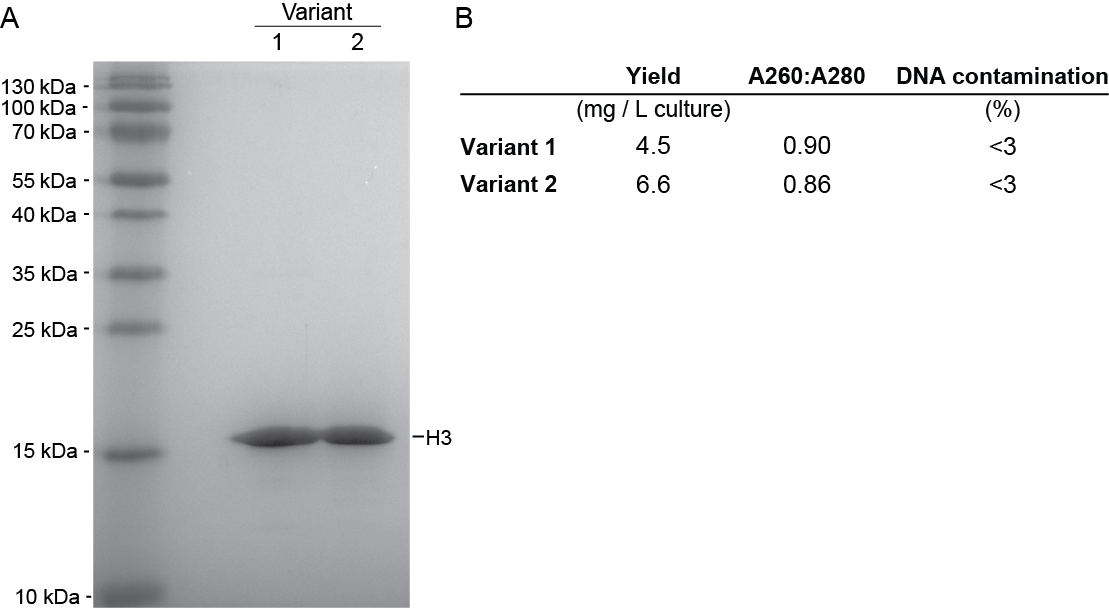 A
Variant
1 2
130 kDa -
100 kDa -
70 kDa -
55 kDa -
40 kDa -
35 kDa -
25 kDa -
15 kDa -
10 kDa -
–H3
B
Yield A260:A280 DNA contamination
(mg / L culture) (%)
Variant 1 4.5 0.90 <3
Variant 2 6.6 0.86 <3